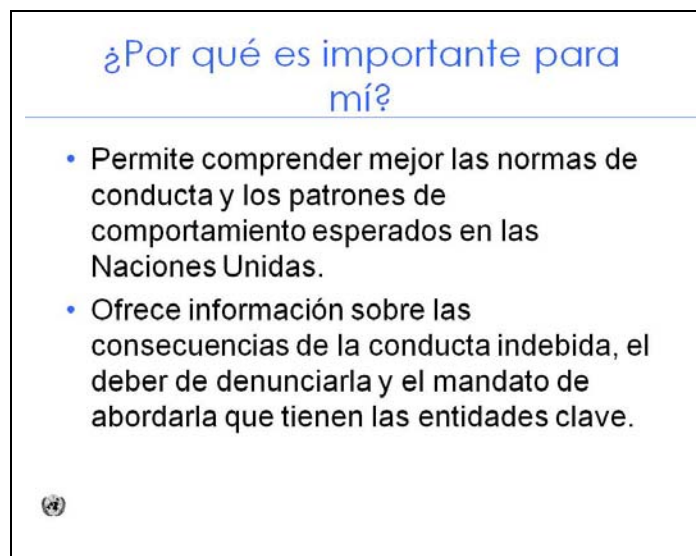 ¿Por qué es importante para
mí?
• Permite comprender mejor las normas de
conducta y los patrones de
comportamiento esperados en las
Naciones Unidas.
• Ofrece información sobre las
consecuencias de la conducta indebida, el
deber de denunciarla y el mandato de
abordarla que tienen las entidades clave.